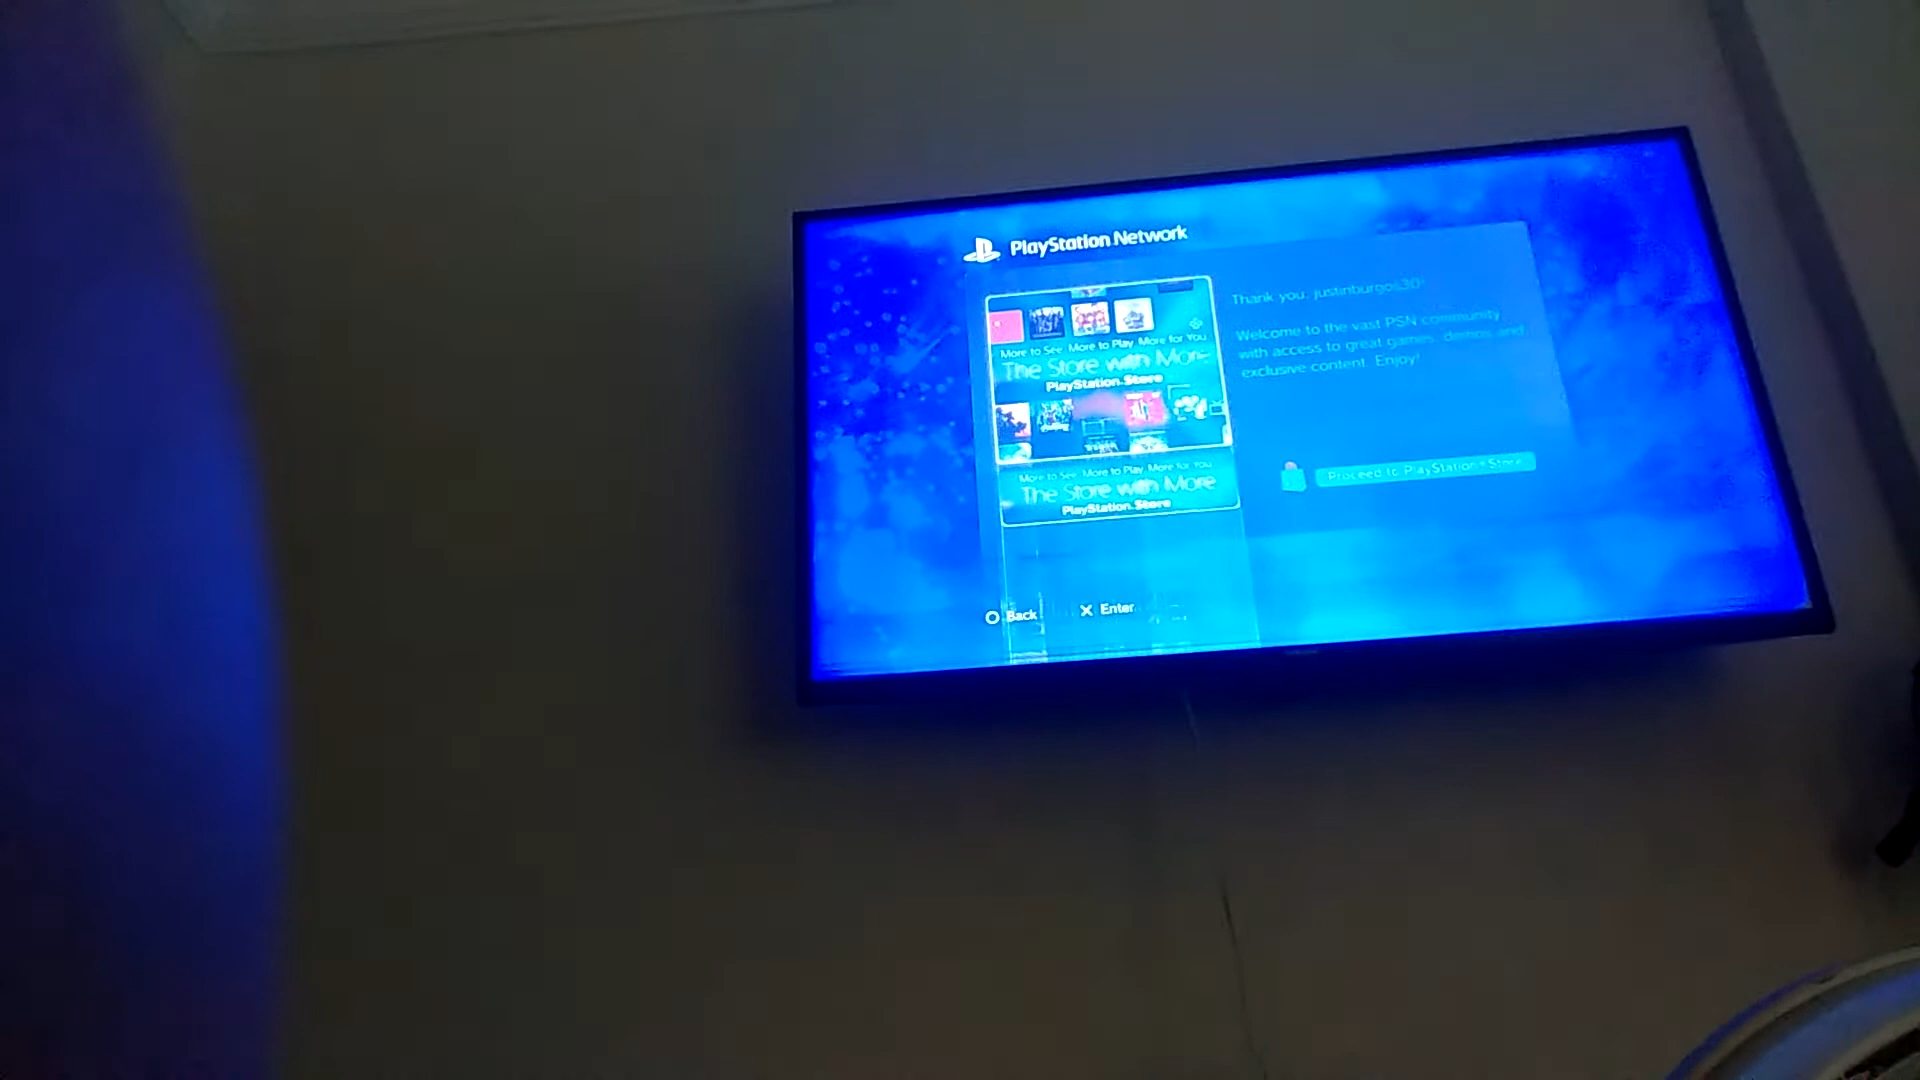 PlayStation Network
More to See. More to Play. More for You.
The Store with More
PlayStation Store
More to See. More to Play. More for You.
The Store with More
PlayStation Store
Thank you, justinburgos30!
Welcome to the vast PSN community
with access to great games, demos and
exclusive content. Enjoy!
Proceed to PlayStation®Store
Back
Enter